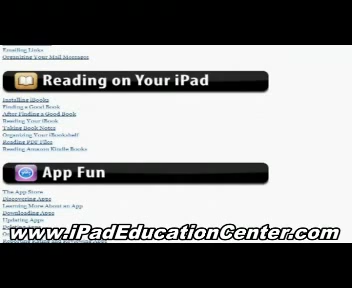 Emailing Links
Organizing Your Mail Messages
Reading on Your iPad
Installing iBooks
Finding a Good Book
After Finding a Good Book
Reading Your iBook
Taking Book Notes
Organizing Your iBookshelf
Reading PDF Files
Reading Amazon Kindle Books
App Fun
The App Store
Discovering Apps
Learning More About an App
Downloading Apps
Updating Apps
www.iPadEducationCenter.com